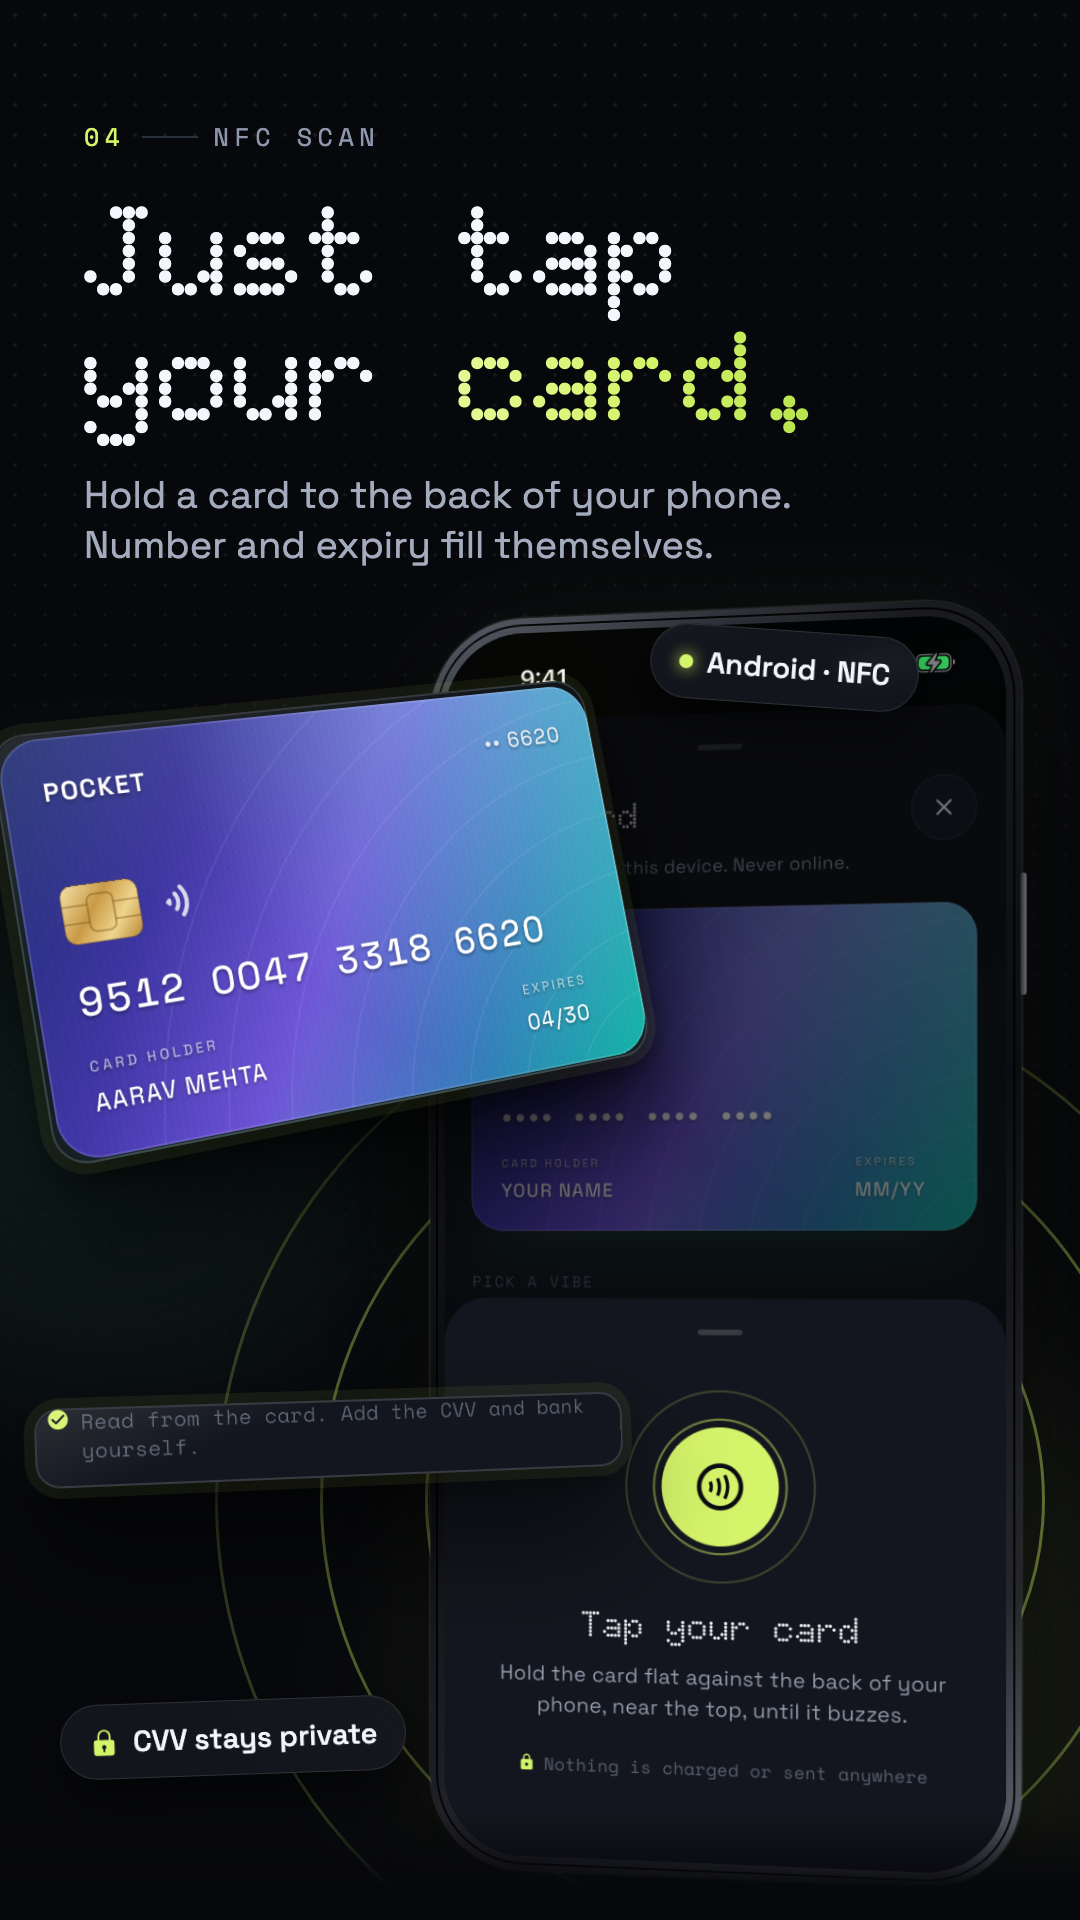 04 NFC SCAN
Just tap
your card.
Hold a card to the back of your phone.
Number and expiry fill themselves.
9:41
Android · NFC
POCKET
•• 6620
this device. Never online.
9512 0047 3318 6620
EXPIRES
04/30
CARD HOLDER
AARAV MEHTA
•••• •••• •••• ••••
CARD HOLDER
EXPIRES
YOUR NAME
MM/YY
PICK A VIBE
Read from the card. Add the CVV and bank
yourself.
Tap your card
Hold the card flat against the back of your
phone, near the top, until it buzzes.
CVV stays private
Nothing is charged or sent anywhere